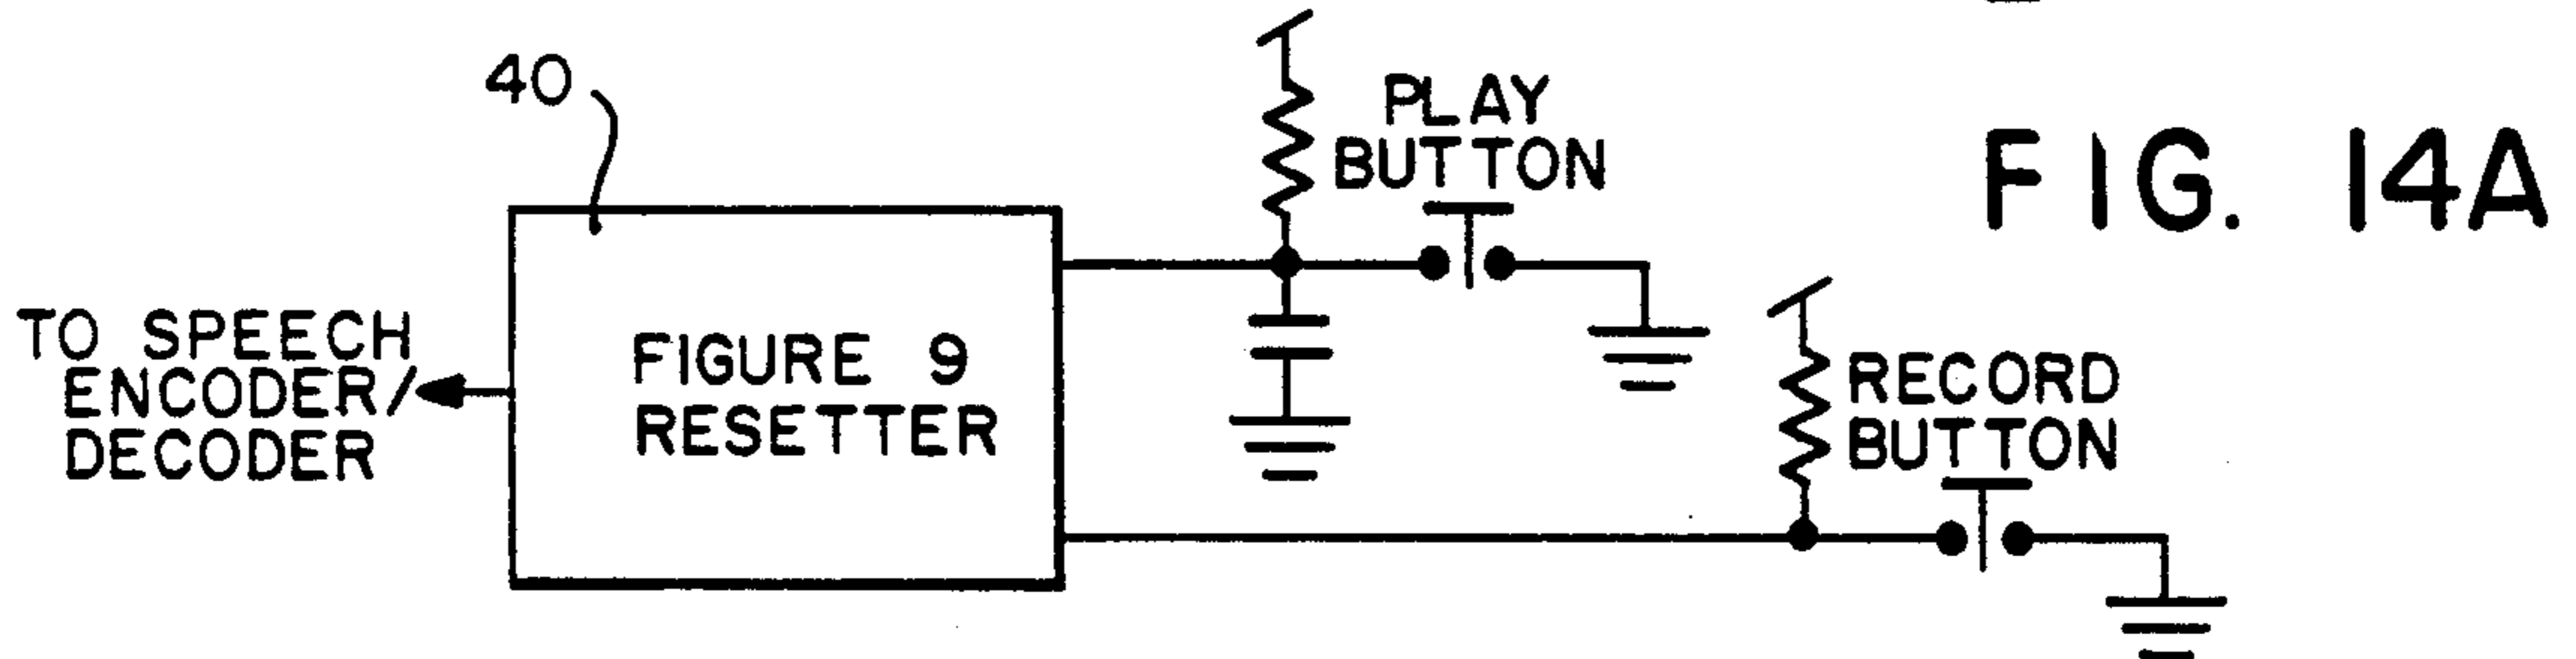 40
PLAY
BUTTON
FIG. 14A
TO SPEECH
ENCODER/
DECODER
FIGURE 9
RESETTER
RECORD
BUTTON